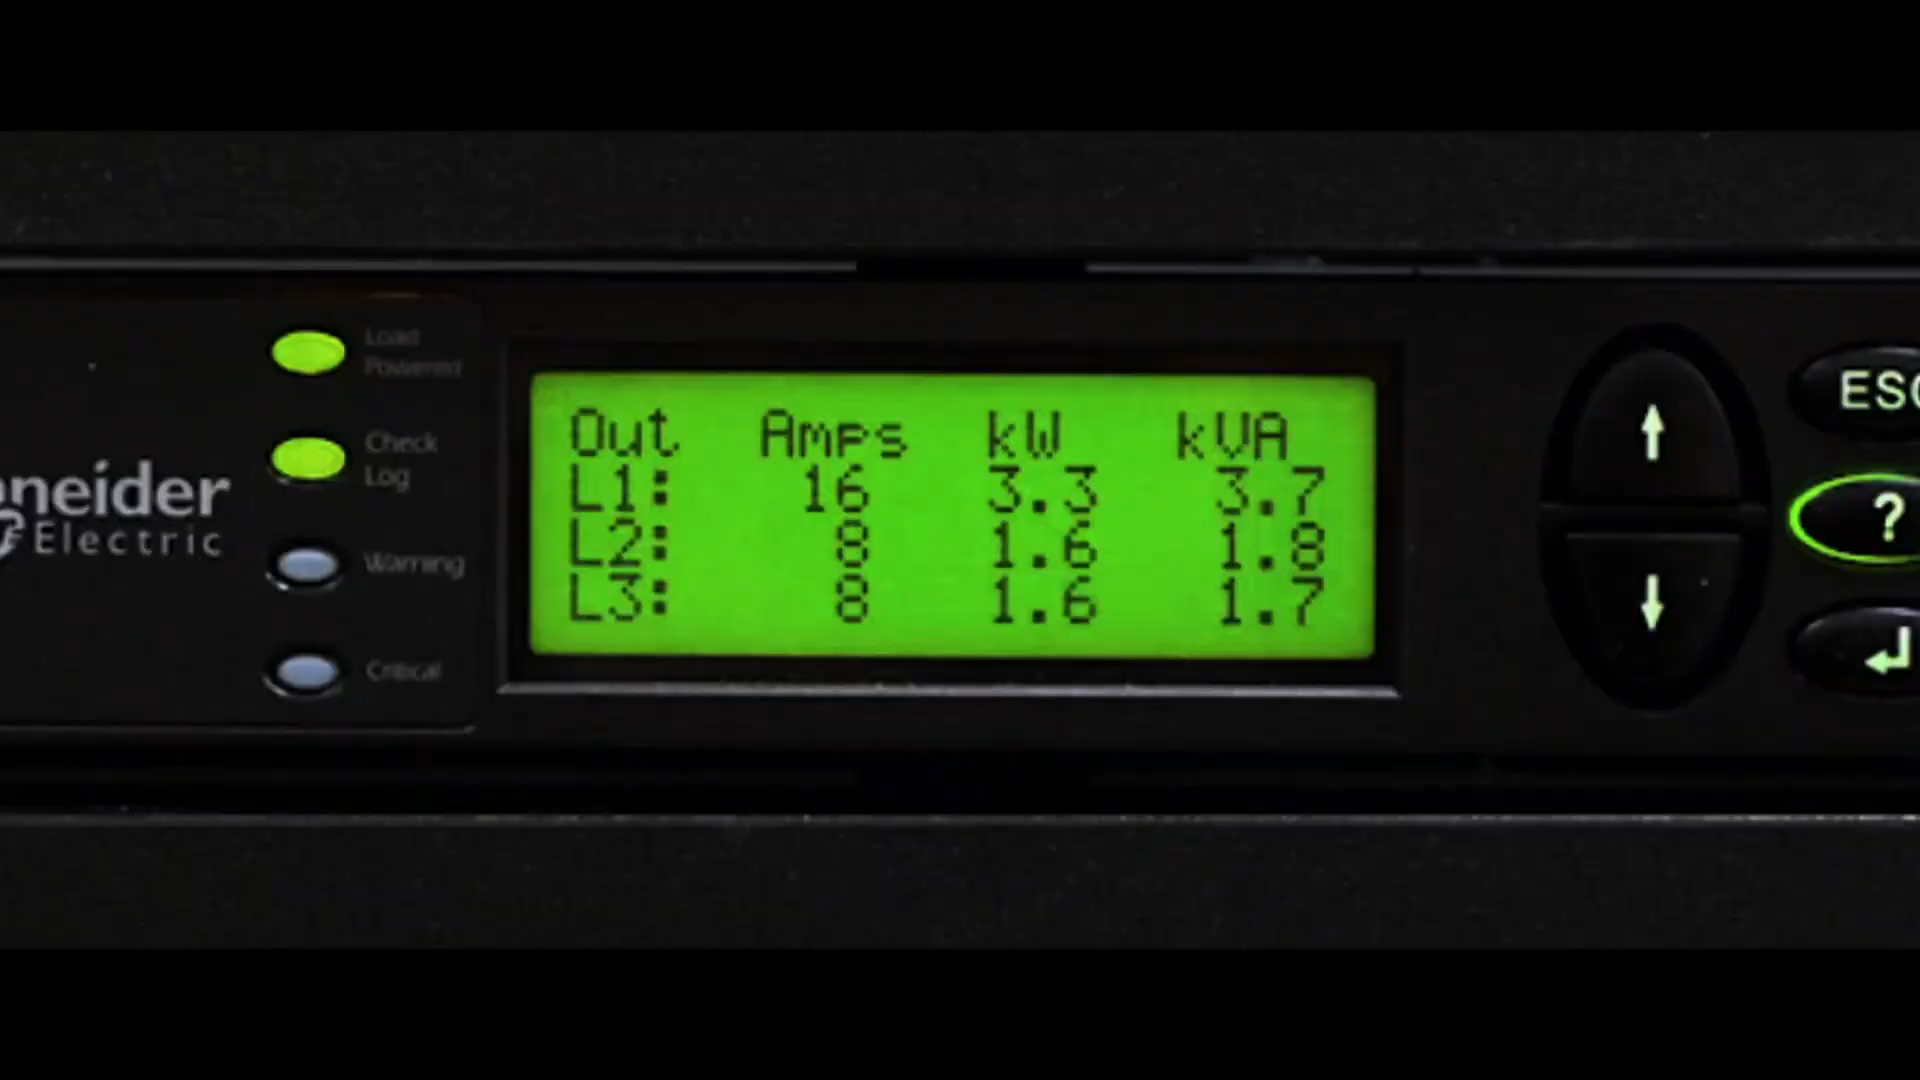 neider
Electric
Load
Powered
Check
Log
Warning
Critical
Out Amps kW kVA
L1: 16 3.3 3.7
L2: 8 1.6 1.8
L3: 8 1.6 1.7
ESC
?